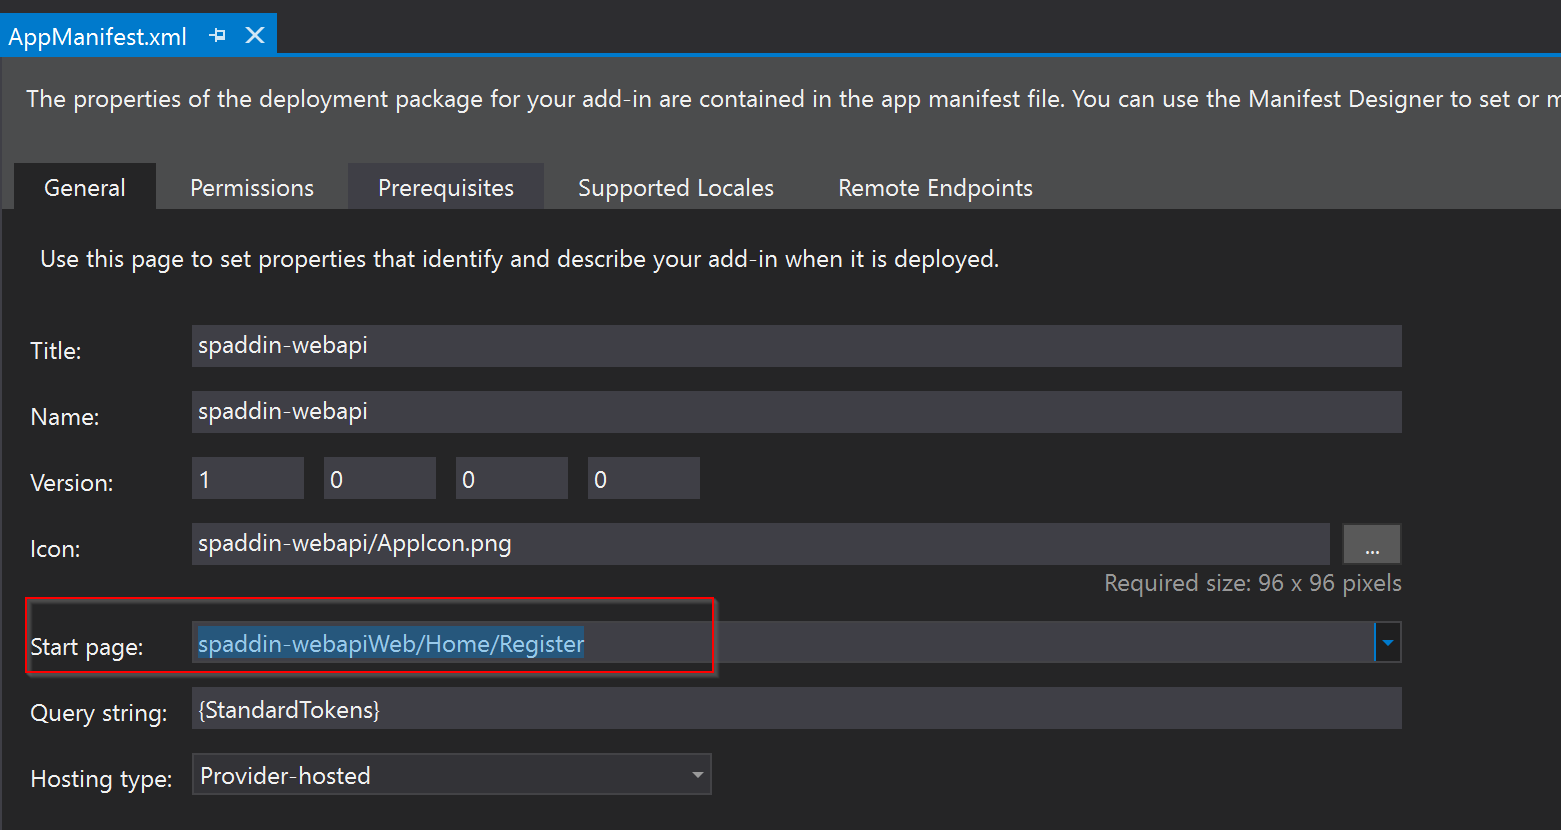 AppManifest.xml
The properties of the deployment package for your add-in are contained in the app manifest file. You can use the Manifest Designer to set or m
General Permissions Prerequisites Supported Locales Remote Endpoints
Use this page to set properties that identify and describe your add-in when it is deployed.
Title: spaddin-webapi
Name: spaddin-webapi
Version: 1 0 0 0
Icon: spaddin-webapi/AppIcon.png ...
Required size: 96 x 96 pixels
Start page: spaddin-webapiWeb/Home/Register
Query string: {StandardTokens}
Hosting type: Provider-hosted